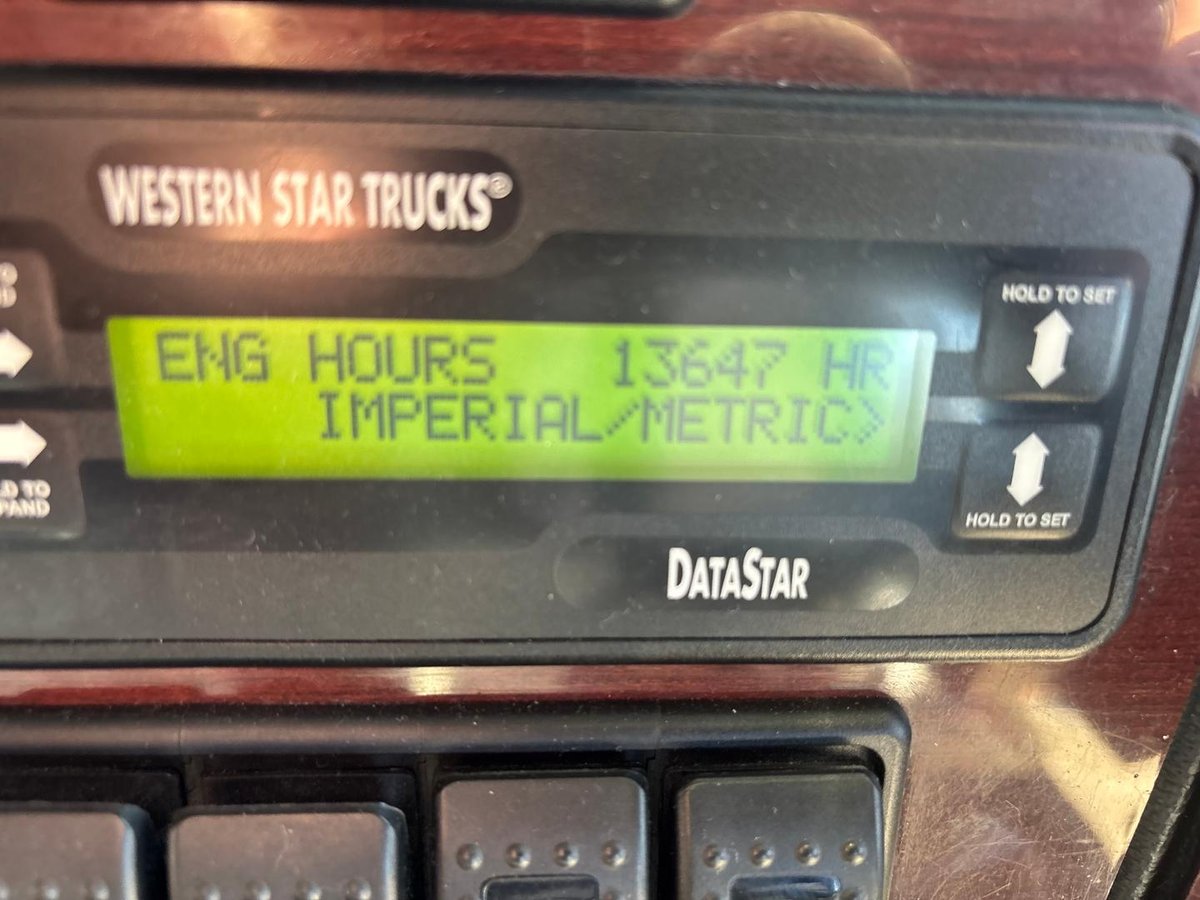 WESTERN STAR TRUCKS®
HOLD TO SET
ENG HOURS 13647 HR
IMPERIAL/METRIC>
HOLD TO SET
DATASTAR